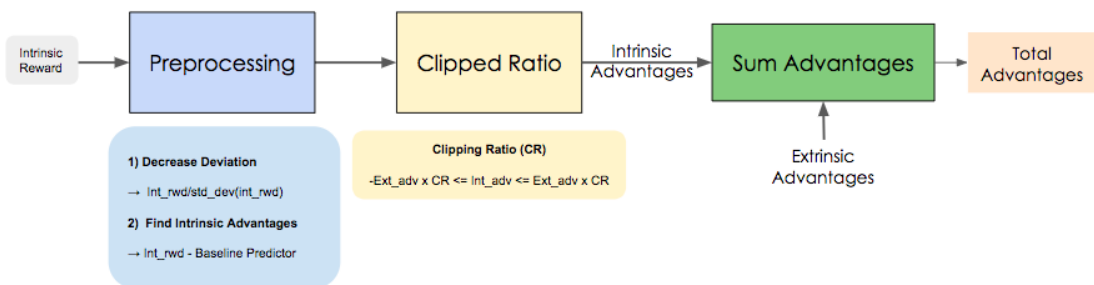 Intrinsic
Reward
Preprocessing
Clipped Ratio
Intrinsic
Advantages
Sum Advantages
Total
Advantages
1) Decrease Deviation
→ Int_rwd/std_dev(int_rwd)
2) Find Intrinsic Advantages
→ Int_rwd - Baseline Predictor
Clipping Ratio (CR)
-Ext_adv x CR <= Int_adv <= Ext_adv x CR
Extrinsic
Advantages